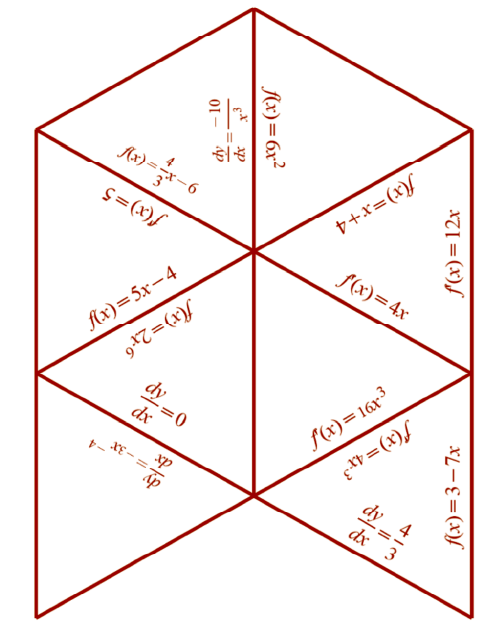 dy/dx = −10/x³
f(x) = 6x²
f(x) = 4/3 x − 6
f(x) = 5
f(x) = x + 4
f'(x) = 12x
f(x) = 5x − 4
f'(x) = 4x
f(x) = 2x⁶
dy/dx = 0
f'(x) = 16x³
dy/dx = −3x⁻⁴
f(x) = 4x³
dy/dx = 4/3
f(x) = 3 − 7x